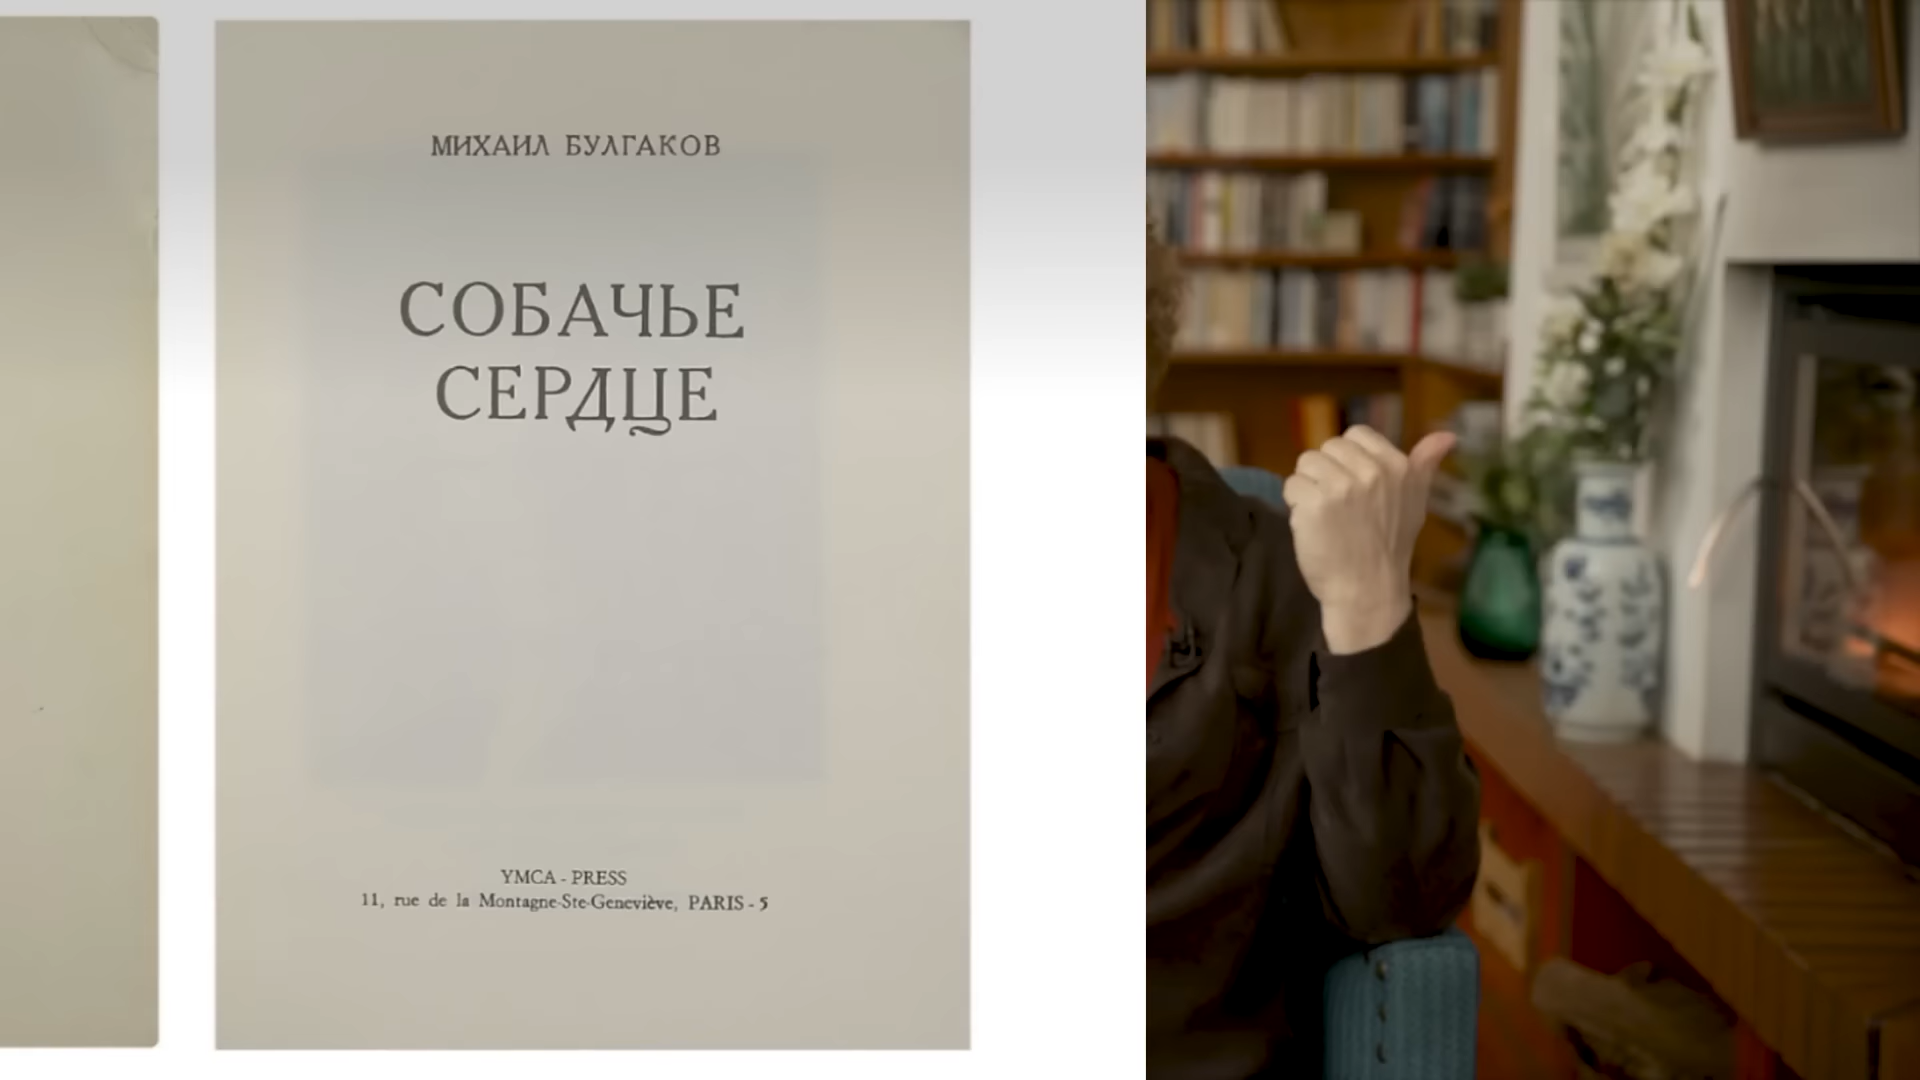 МИХАИЛ БУЛГАКОВ
СОБАЧЬЕ
СЕРДЦЕ
YMCA - PRESS
11, rue de la Montagne-Ste-Geneviève, PARIS - 5